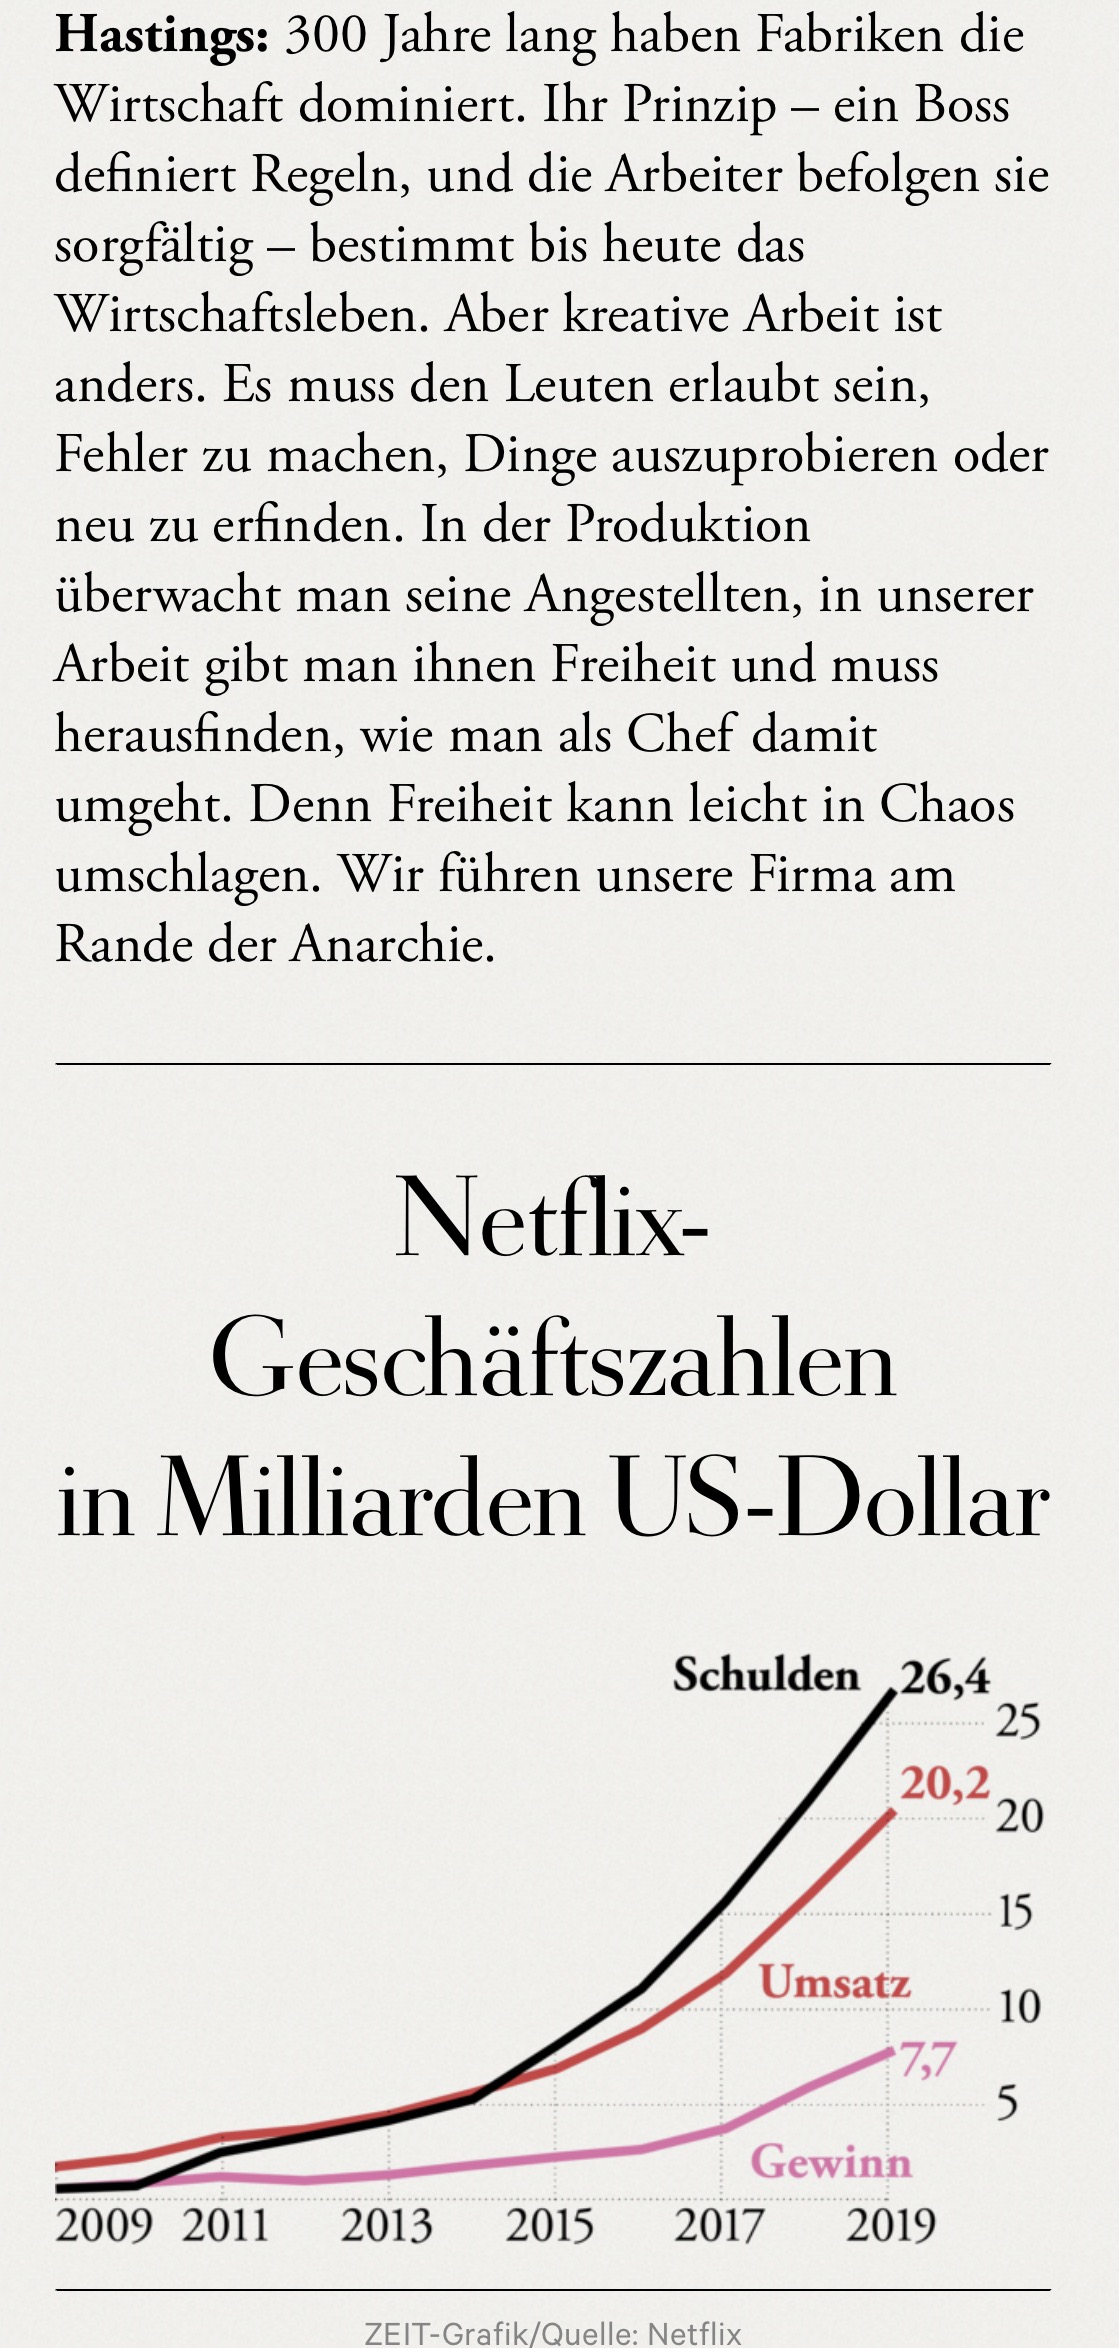 Hastings: 300 Jahre lang haben Fabriken die
Wirtschaft dominiert. Ihr Prinzip – ein Boss
definiert Regeln, und die Arbeiter befolgen sie
sorgfältig – bestimmt bis heute das
Wirtschaftsleben. Aber kreative Arbeit ist
anders. Es muss den Leuten erlaubt sein,
Fehler zu machen, Dinge auszuprobieren oder
neu zu erfinden. In der Produktion
überwacht man seine Angestellten, in unserer
Arbeit gibt man ihnen Freiheit und muss
herausfinden, wie man als Chef damit
umgeht. Denn Freiheit kann leicht in Chaos
umschlagen. Wir führen unsere Firma am
Rande der Anarchie.
Netflix-
Geschäftszahlen
in Milliarden US-Dollar
Schulden 26,4
25
20,2
20
15
Umsatz
10
7,7
5
Gewinn
2009 2011 2013 2015 2017 2019
ZEIT-Grafik/Quelle: Netflix